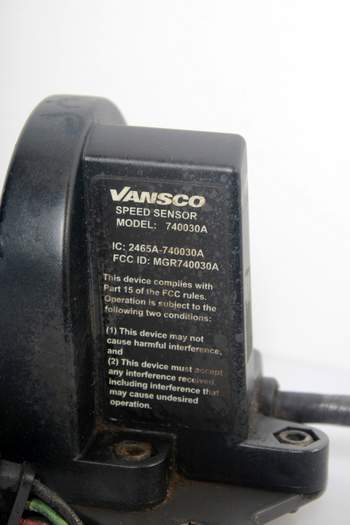 VANSCO
SPEED SENSOR
MODEL: 740030A
IC: 2465A-740030A
FCC ID: MGR740030A
This device complies with
Part 15 of the FCC rules.
Operation is subject to the
following two conditions:
(1) This device may not
cause harmful interference,
and
(2) This device must accept
any interference received,
including interference that
may cause undesired
operation.